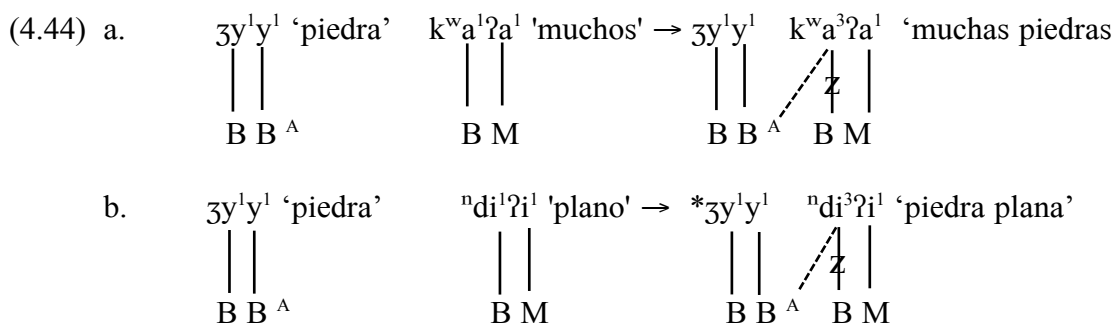 (4.44) a. ʒy¹y¹ ‘piedra’ kʷa¹ʔa¹ 'muchos' → ʒy¹y¹ kʷa³ʔa¹ ‘muchas piedras
z
B B ᴬ B M B B ᴬ B M
b. ʒy¹y¹ ‘piedra’ ⁿdi¹ʔi¹ 'plano' → *ʒy¹y¹ ⁿdi³ʔi¹ ‘piedra plana’
z
B B ᴬ B M B B ᴬ B M